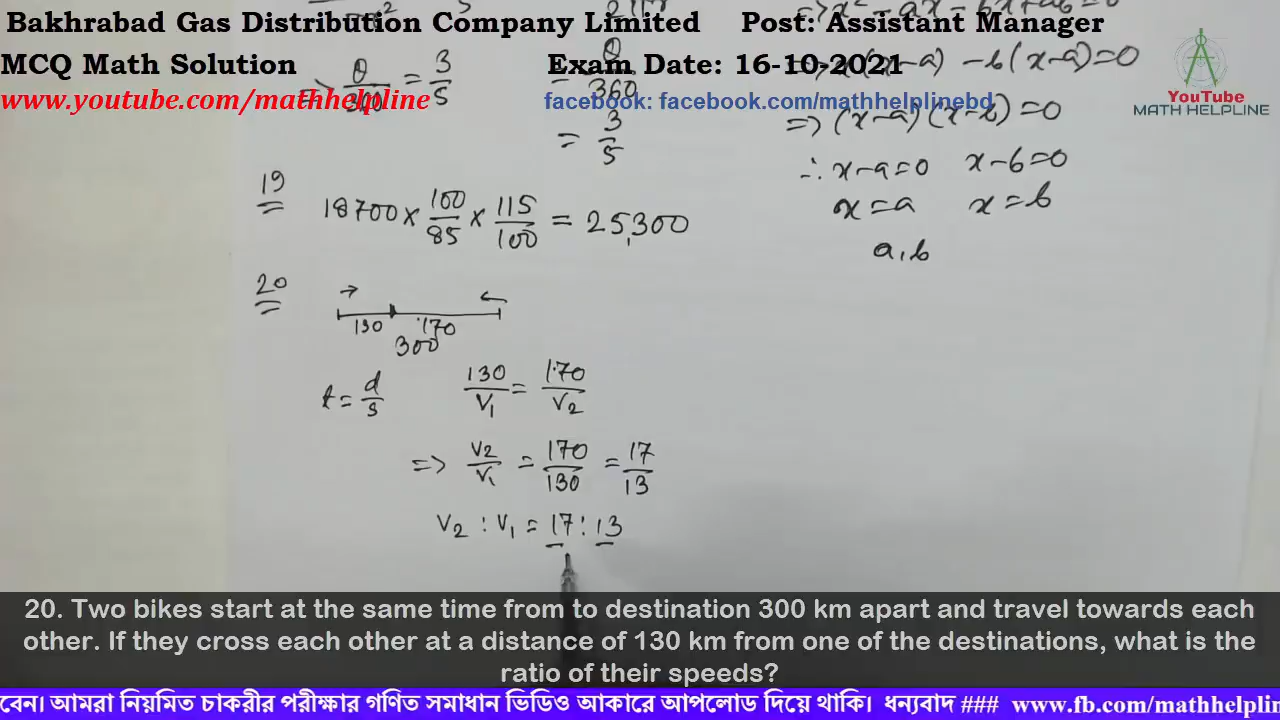 Bakhrabad Gas Distribution Company Limited Post: Assistant Manager
MCQ Math Solution Exam Date: 16-10-2021
www.youtube.com/mathhelpline facebook: facebook.com/mathhelplinebd
YouTube
MATH HELPLINE
=> θ/300 = 3/5
= θ/360
= 3/5
=> x(x-a) -b(x-a)=0
=> (x-a)(x-b)=0
∴ x-a=0 x-b=0
x=a x=b
a,b
19
18700 × 100/85 × 115/100 = 25,300
20
130 170
300
t = d/s 130/V₁ = 170/V₂
=> V₂/V₁ = 170/130 = 17/13
V₂ : V₁ = 17 : 13
20. Two bikes start at the same time from to destination 300 km apart and travel towards each
other. If they cross each other at a distance of 130 km from one of the destinations, what is the
ratio of their speeds?
বেন। আমরা নিয়মিত চাকরীর পরীক্ষার গণিত সমাধান ভিডিও আকারে আপলোড দিয়ে থাকি। ধন্যবাদ ### www.fb.com/mathhelplin